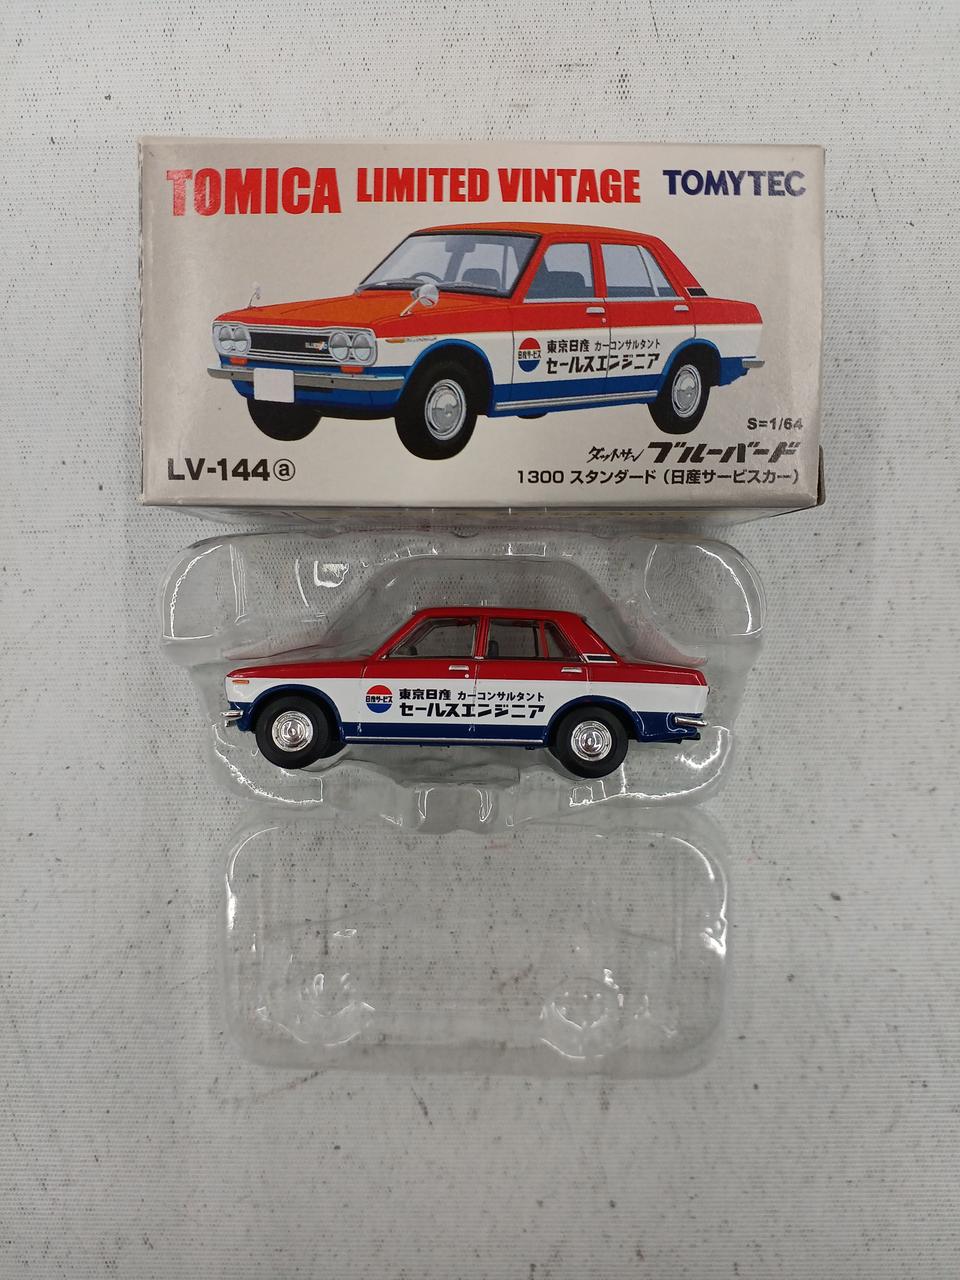 TOMICA LIMITED VINTAGE TOMYTEC
日産サービス
東京日産 カーコンサルタント
セールスエンジニア
S=1/64
LV-144ⓐ
ダットサン ブルーバード
1300 スタンダード (日産サービスカー)
日産サービス
東京日産 カーコンサルタント
セールスエンジニア